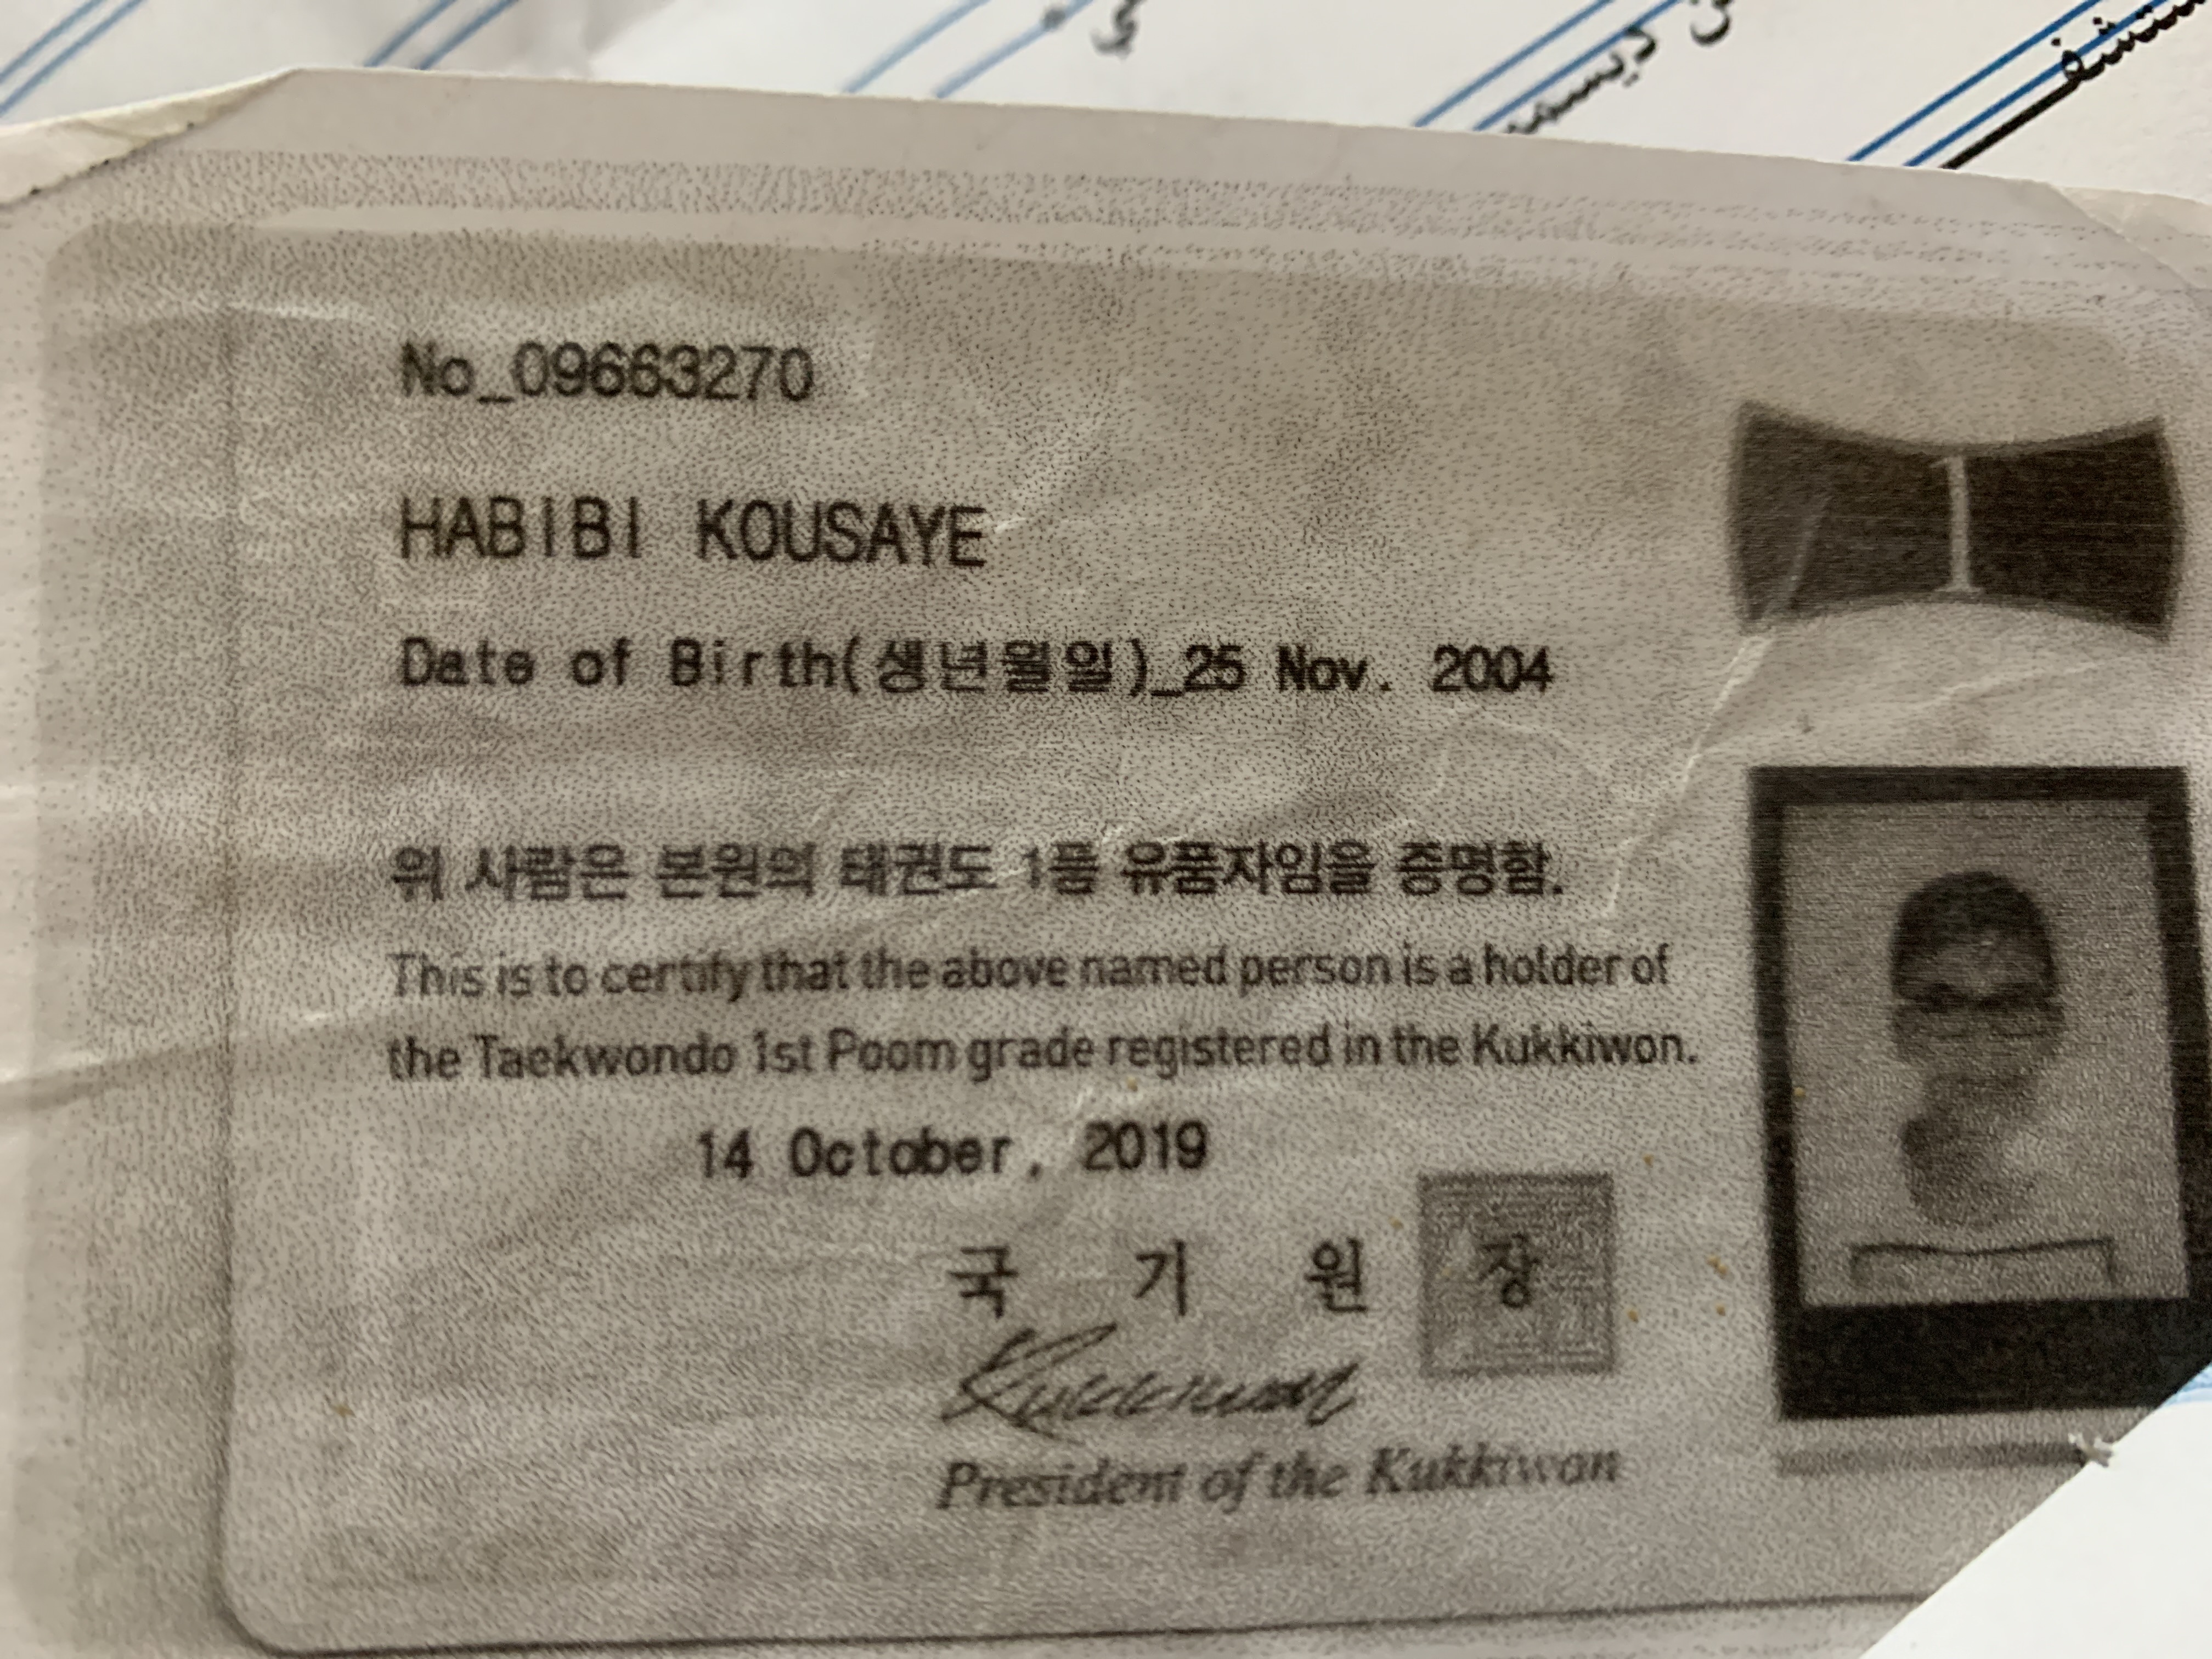 No_09663270
I
HABIBI KOUSAYE
Date of Birth(생년월일)_25 Nov. 2004
위 사람은 본원의 태권도 1품 유품자임을 증명함.
This is to certify that the above named person is a holder of
the Taekwondo 1st Poom grade registered in the Kukkiwon.
14 October, 2019
국 기 원 장
Kukkiwon
President of the Kukkiwon